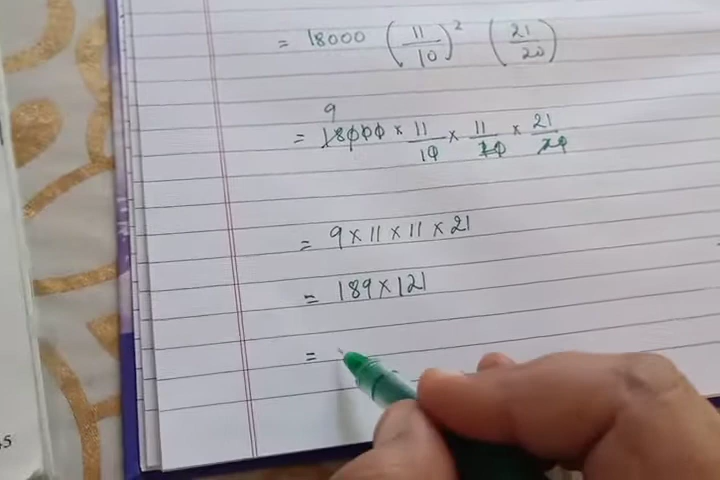 = 18000 (11/10)² (21/20)
9
= 18000 × 11/10 × 11/10 × 21/20
= 9 × 11 × 11 × 21
= 189 × 121
=